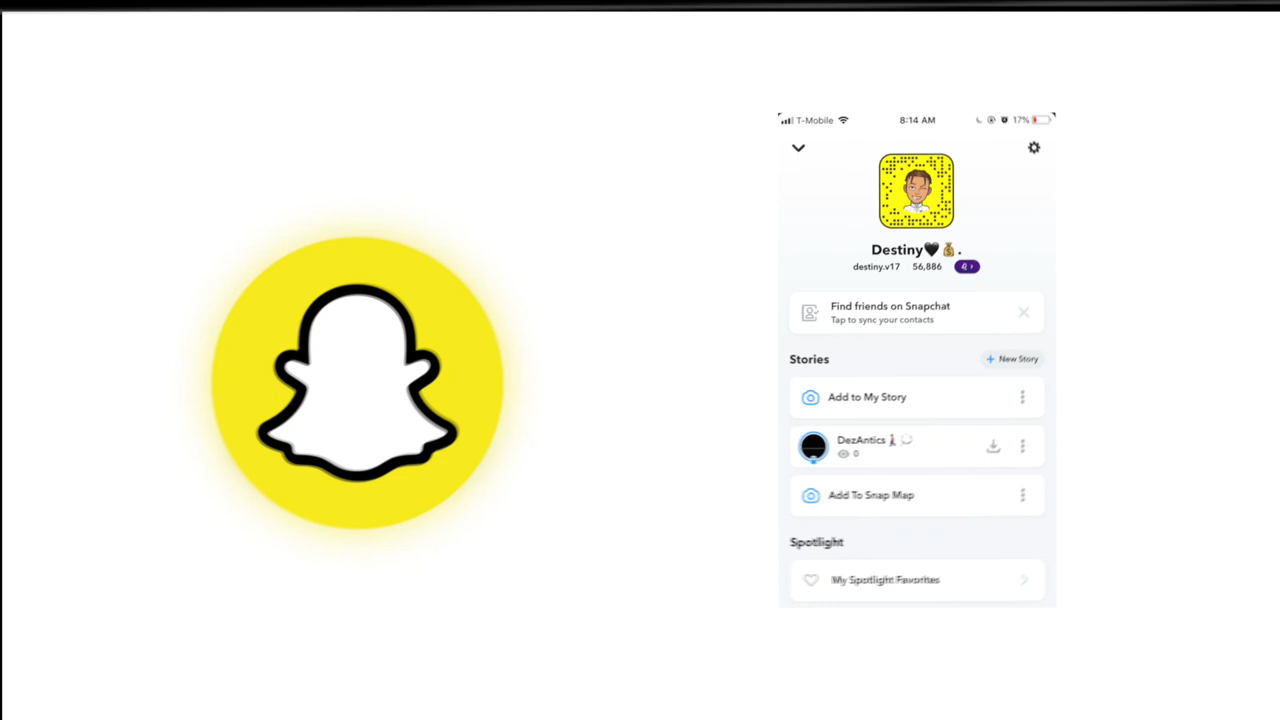 T-Mobile 8:14 AM 17%
Destiny🖤💰.
destiny.v17 56,886 ♌ ›
Find friends on Snapchat
Tap to sync your contacts
Stories
+ New Story
Add to My Story
DezAntics
0
Add To Snap Map
Spotlight
My Spotlight Favorites